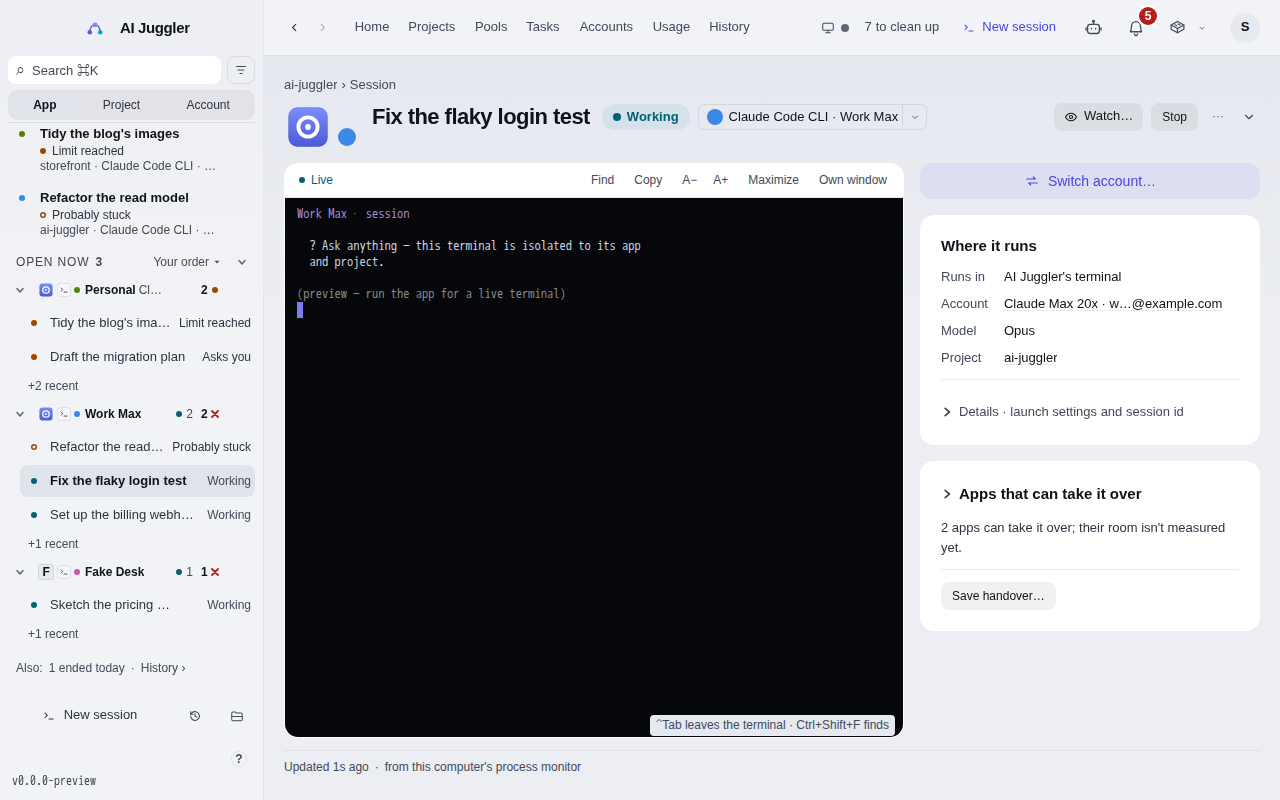 AI Juggler
Search ⌘K
App Project Account
Tidy the blog's images
Limit reached
storefront · Claude Code CLI · …
Refactor the read model
Probably stuck
ai-juggler · Claude Code CLI · …
OPEN NOW 3 Your order
Personal Cl… 2
Tidy the blog's ima… Limit reached
Draft the migration plan Asks you
+2 recent
Work Max 2 2
Refactor the read… Probably stuck
Fix the flaky login test Working
Set up the billing webh… Working
+1 recent
F Fake Desk 1 1
Sketch the pricing … Working
+1 recent
Also: 1 ended today · History ›
New session
?
v0.0.0-preview
Home Projects Pools Tasks Accounts Usage History
7 to clean up
New session
5
S
ai-juggler › Session
Fix the flaky login test
Working
Claude Code CLI · Work Max
Watch…
Stop
···
Live
Find Copy A− A+ Maximize Own window
Work Max · session
? Ask anything — this terminal is isolated to its app
and project.
(preview — run the app for a live terminal)
^Tab leaves the terminal · Ctrl+Shift+F finds
Switch account…
Where it runs
Runs in AI Juggler's terminal
Account Claude Max 20x · w…@example.com
Model Opus
Project ai-juggler
Details · launch settings and session id
Apps that can take it over
2 apps can take it over; their room isn't measured
yet.
Save handover…
Updated 1s ago · from this computer's process monitor